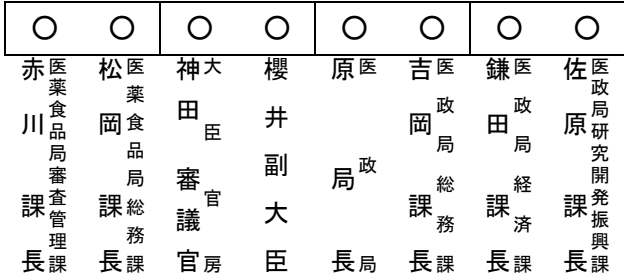 ○ ○ ○ ○ ○ ○ ○ ○
医政局研究開発振興課
佐原課長
医政局経済課
鎌田課長
医政局総務課
吉岡課長
医政局
原局長
櫻井副大臣
大臣官房
神田審議官
医薬食品局総務課
松岡課長
医薬食品局審査管理課
赤川課長